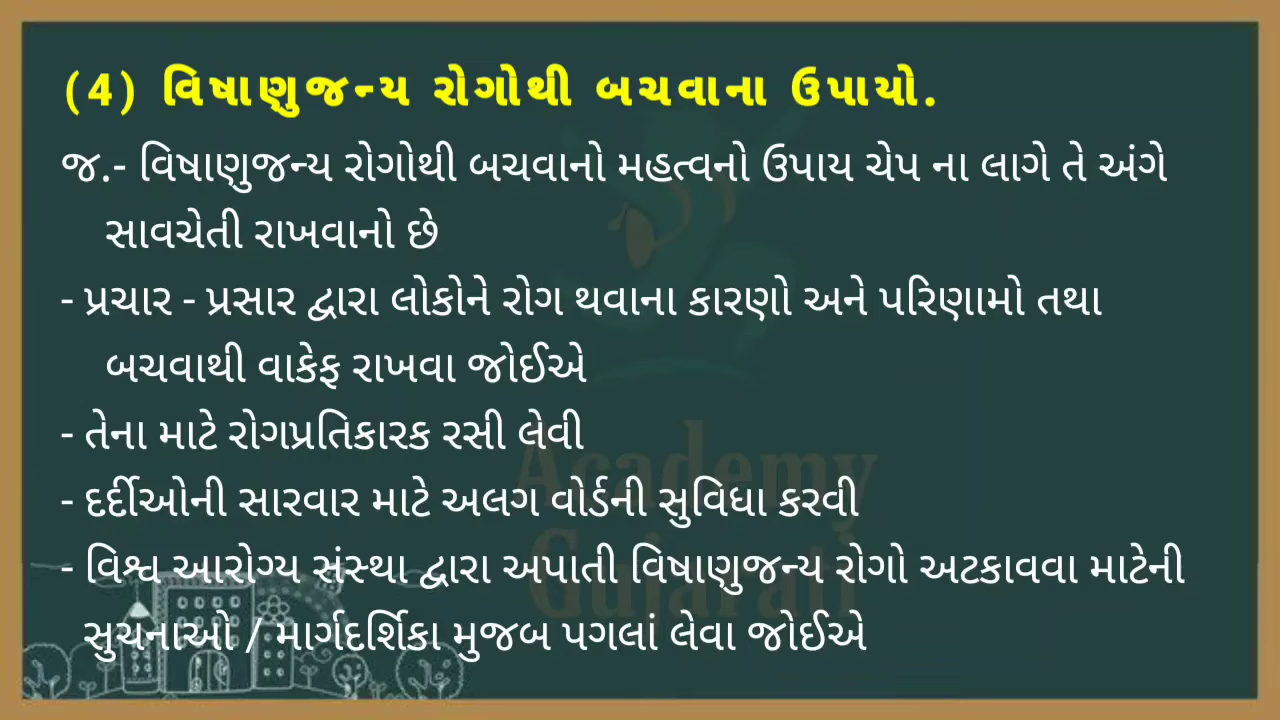 (4) વિષાણુજન્ય રોગોથી બચવાના ઉપાયો.
જ.- વિષાણુજન્ય રોગોથી બચવાનો મહત્વનો ઉપાય ચેપ ના લાગે તે અંગે
સાવચેતી રાખવાનો છે
- પ્રચાર - પ્રસાર દ્વારા લોકોને રોગ થવાના કારણો અને પરિણામો તથા
બચવાથી વાકેફ રાખવા જોઈએ
- તેના માટે રોગપ્રતિકારક રસી લેવી
- દર્દીઓની સારવાર માટે અલગ વોર્ડની સુવિધા કરવી
- વિશ્વ આરોગ્ય સંસ્થા દ્વારા અપાતી વિષાણુજન્ય રોગો અટકાવવા માટેની
સુચનાઓ / માર્ગદર્શિકા મુજબ પગલાં લેવા જોઈએ
Academy
Gujarati